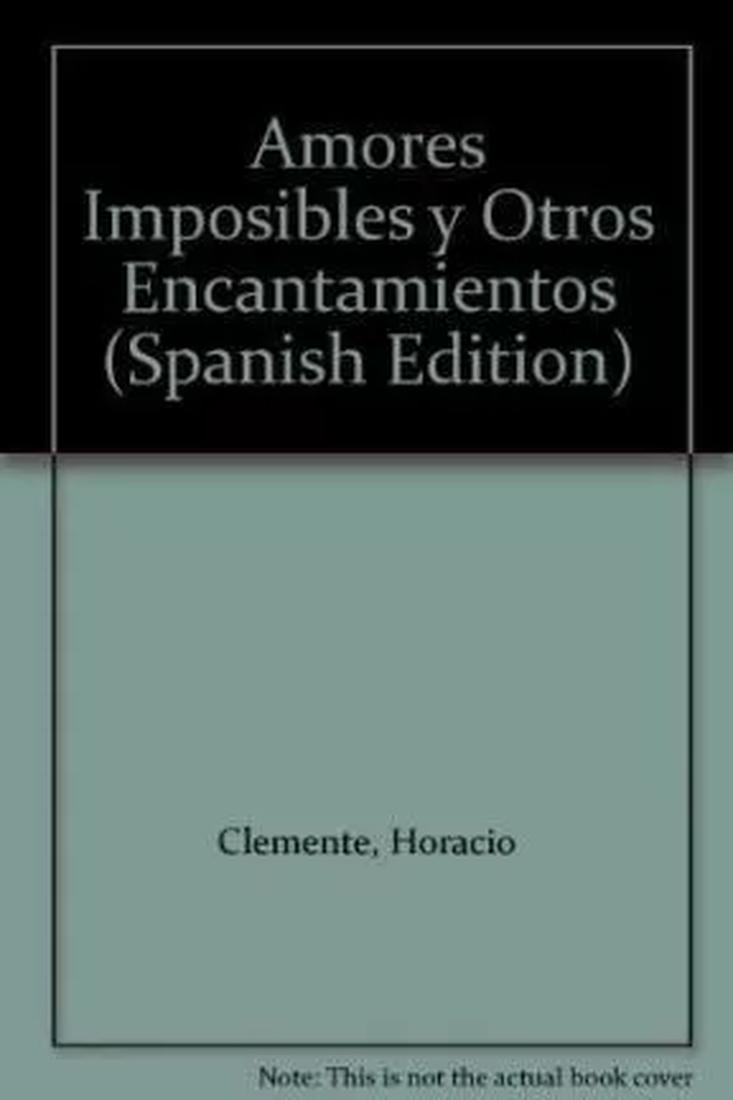 Amores
Imposibles y Otros
Encantamientos
(Spanish Edition)
Clemente, Horacio
Note: This is not the actual book cover